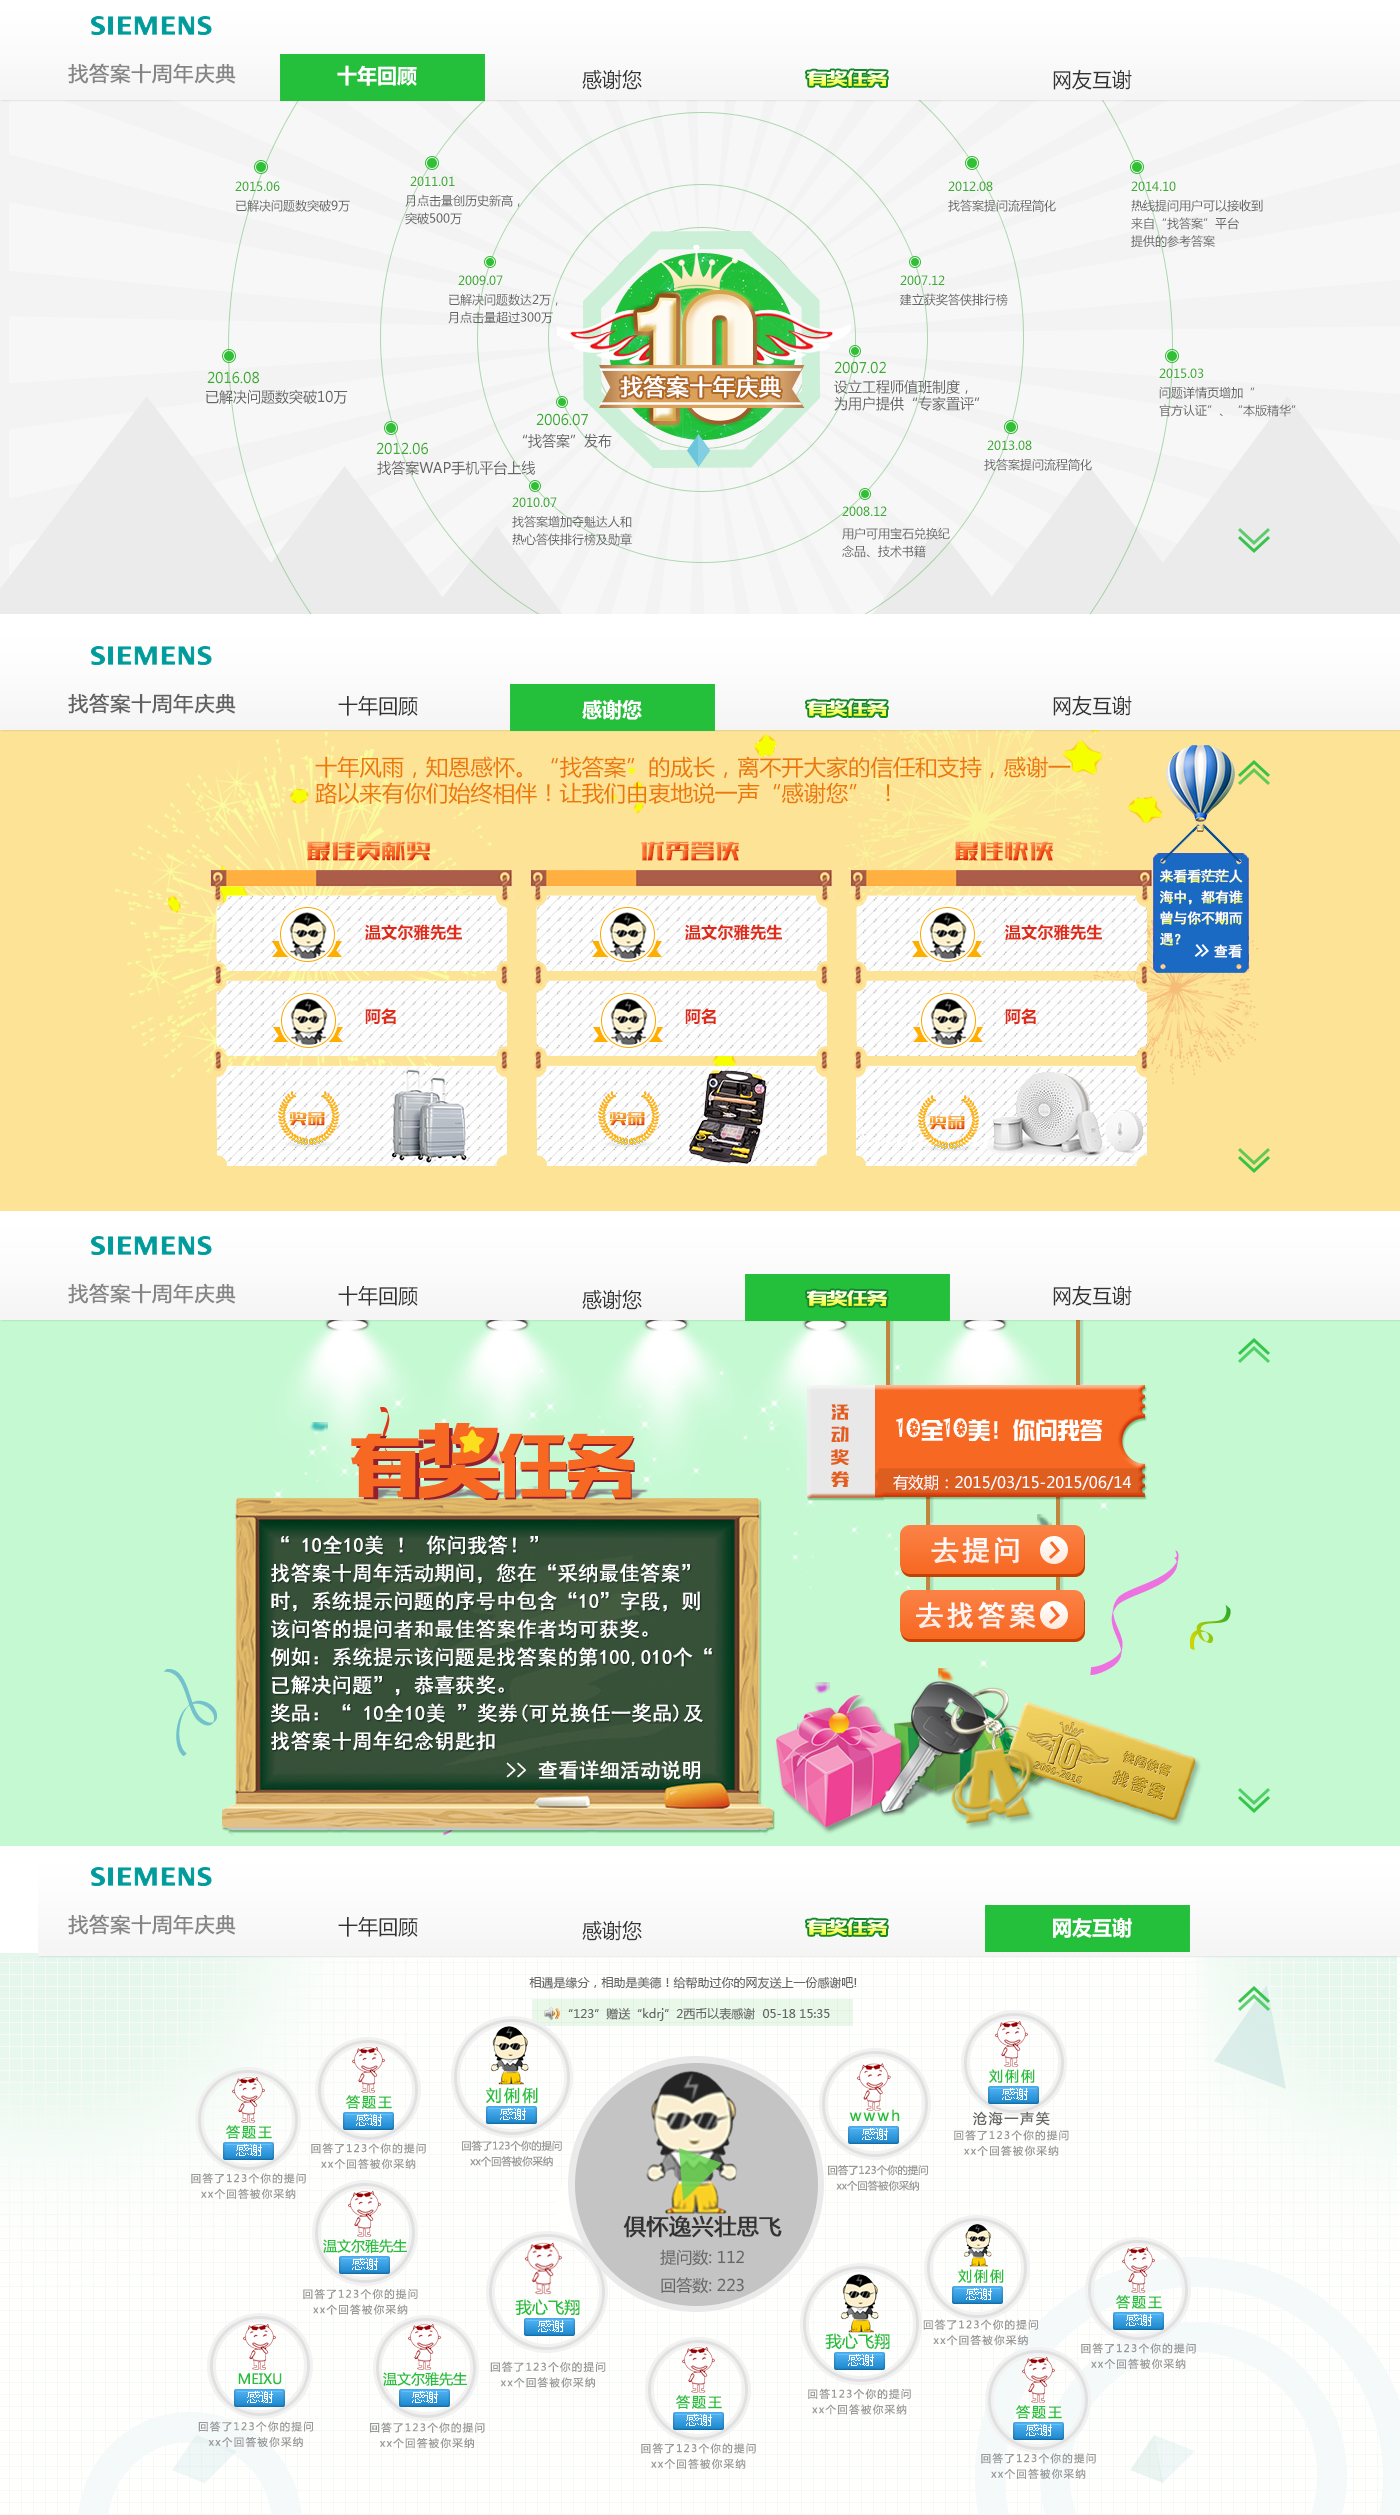 SIEMENS
找答案十周年庆典
十年回顾
感谢您
有奖任务
网友互谢
2015.06
已解决问题数突破9万
2011.01
月点击量创历史新高，
突破500万
2012.08
找答案提问流程简化
2014.10
热线提问用户可以接收到
来自“找答案”平台
提供的参考答案
2009.07
已解决问题数达2万，
月点击量超过300万
2007.12
建立获奖答侠排行榜
10
找答案十年庆典
2016.08
已解决问题数突破10万
2007.02
设立工程师值班制度，
为用户提供“专家置评”
2015.03
问题详情页增加“
官方认证”、“本版精华”
2006.07
“找答案”发布
2012.06
找答案WAP手机平台上线
2013.08
找答案提问流程简化
2010.07
找答案增加夺魁达人和
热心答侠排行榜及勋章
2008.12
用户可用宝石兑换纪
念品、技术书籍
SIEMENS
找答案十周年庆典
十年回顾
感谢您
有奖任务
网友互谢
十年风雨，知恩感怀。“找答案”的成长，离不开大家的信任和支持，感谢一
路以来有你们始终相伴！让我们由衷地说一声“感谢您”！
最佳贡献奖
优秀答侠
最佳快侠
温文尔雅先生
温文尔雅先生
温文尔雅先生
阿名
阿名
阿名
奖品
奖品
奖品
来看看茫茫人
海中，都有谁
曾与你不期而
遇？
查看
SIEMENS
找答案十周年庆典
十年回顾
感谢您
有奖任务
网友互谢
有奖任务
“ 10全10美 ！ 你问我答！”
找答案十周年活动期间，您在“采纳最佳答案”
时，系统提示问题的序号中包含“10”字段，则
该问答的提问者和最佳答案作者均可获奖。
例如：系统提示该问题是找答案的第100,010个“
已解决问题”，恭喜获奖。
奖品：“ 10全10美 ”奖券(可兑换任一奖品)及
找答案十周年纪念钥匙扣
>> 查看详细活动说明
活动奖券
10全10美！你问我答
有效期：2015/03/15-2015/06/14
去提问
去找答案
10
2006-2016
快问快答
找答案
SIEMENS
找答案十周年庆典
十年回顾
感谢您
有奖任务
网友互谢
相遇是缘分，相助是美德！给帮助过你的网友送上一份感谢吧!
“123”赠送“kdrj”2西币以表感谢 05-18 15:35
答题王
感谢
回答了123个你的提问
xx个回答被你采纳
答题王
感谢
回答了123个你的提问
xx个回答被你采纳
刘俐俐
感谢
回答了123个你的提问
xx个回答被你采纳
wwwh
感谢
回答了123个你的提问
xx个回答被你采纳
刘俐俐
感谢
沧海一声笑
回答了123个你的提问
xx个回答被你采纳
俱怀逸兴壮思飞
提问数: 112
回答数: 223
温文尔雅先生
感谢
回答了123个你的提问
xx个回答被你采纳
我心飞翔
感谢
回答了123个你的提问
xx个回答被你采纳
刘俐俐
感谢
回答了123个你的提问
xx个回答被你采纳
答题王
感谢
回答了123个你的提问
xx个回答被你采纳
我心飞翔
感谢
回答123个你的提问
xx个回答被你采纳
MEIXU
感谢
回答了123个你的提问
xx个回答被你采纳
温文尔雅先生
感谢
回答了123个你的提问
xx个回答被你采纳
答题王
感谢
回答了123个你的提问
xx个回答被你采纳
答题王
感谢
回答了123个你的提问
xx个回答被你采纳